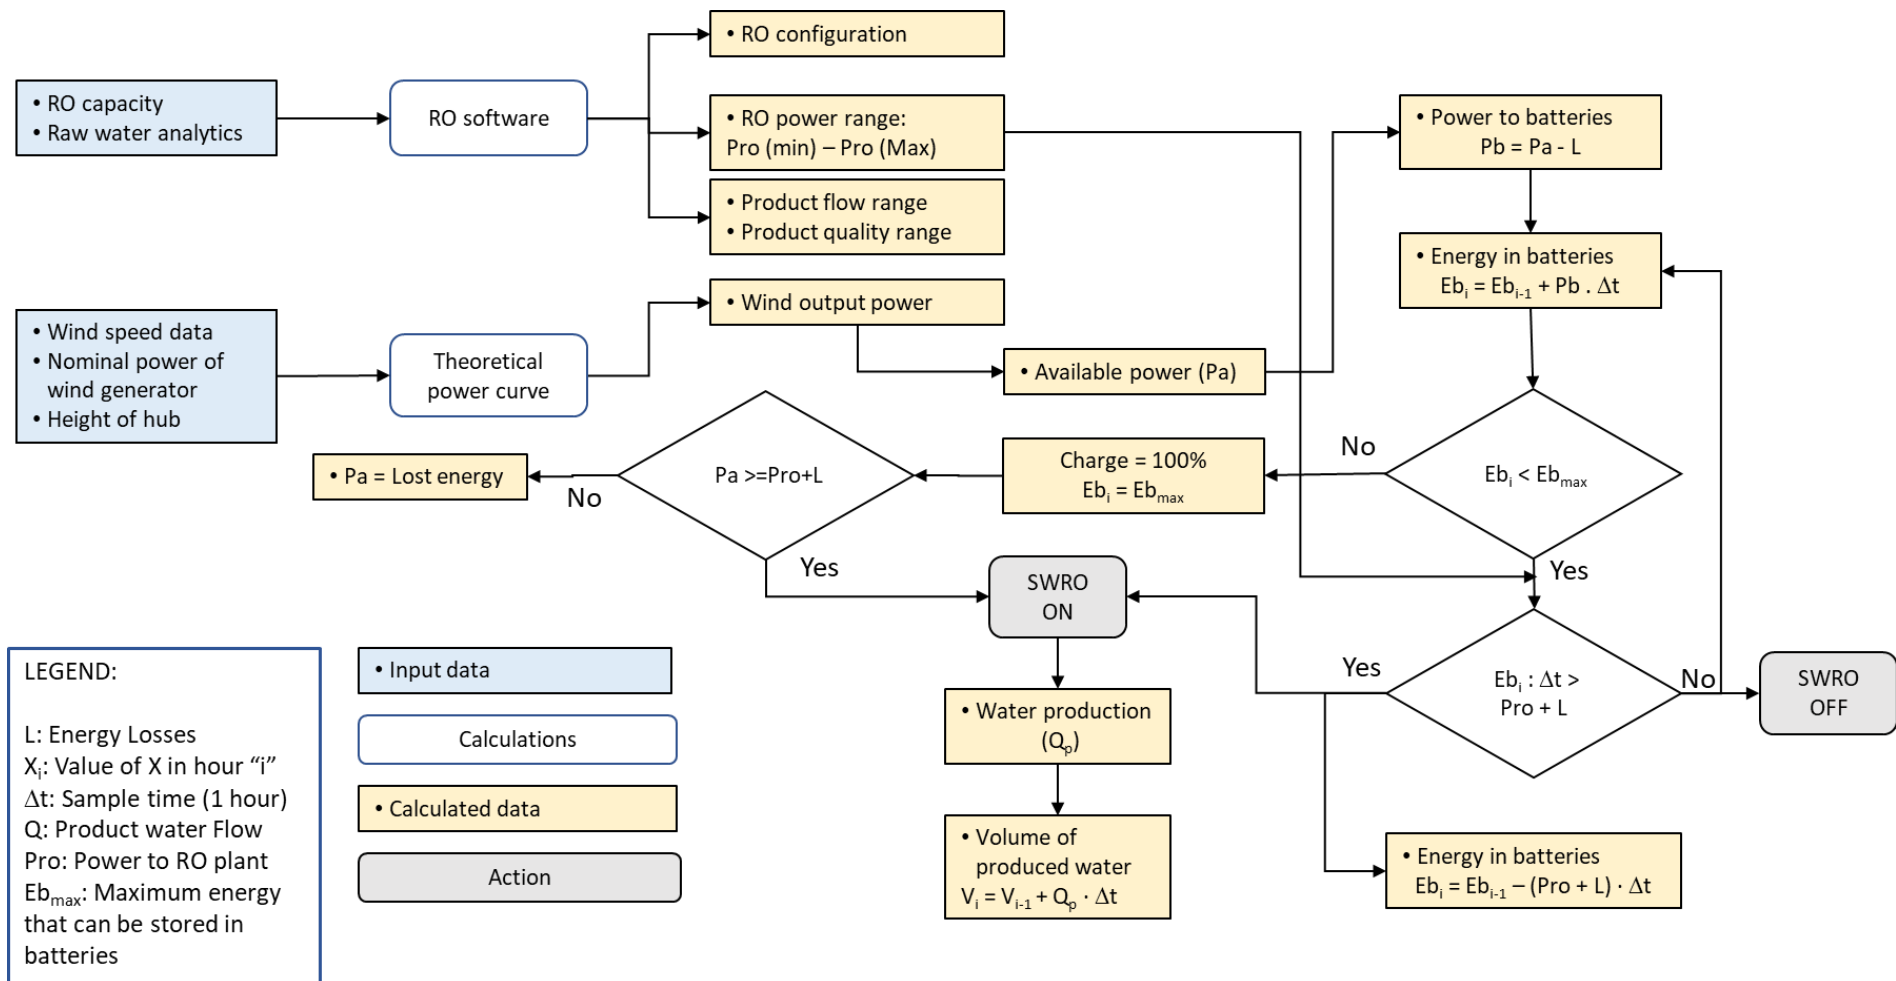 • RO configuration
• RO capacity
• Raw water analytics
RO software
• RO power range:
Pro (min) – Pro (Max)
• Product flow range
• Product quality range
• Power to batteries
Pb = Pa - L
• Energy in batteries
Ebᵢ = Ebᵢ₋₁ + Pb . Δt
• Wind speed data
• Nominal power of
wind generator
• Height of hub
Theoretical
power curve
• Wind output power
• Available power (Pa)
• Pa = Lost energy
No
Pa >=Pro+L
Yes
Charge = 100%
Ebᵢ = Ebmax
No
Ebᵢ < Ebmax
Yes
SWRO
ON
Yes
Ebᵢ : Δt >
Pro + L
No
SWRO
OFF
• Water production
(Qp)
• Volume of
produced water
Vᵢ = Vᵢ₋₁ + Qp · Δt
• Energy in batteries
Ebᵢ = Ebᵢ₋₁ – (Pro + L) · Δt
LEGEND:
L: Energy Losses
Xᵢ: Value of X in hour “i”
Δt: Sample time (1 hour)
Q: Product water Flow
Pro: Power to RO plant
Ebmax: Maximum energy
that can be stored in
batteries
• Input data
Calculations
• Calculated data
Action